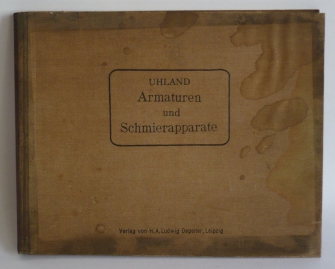 UHLAND
Armaturen
und
Schmierapparate
Verlag von H. A. Ludwig Degener, Leipzig